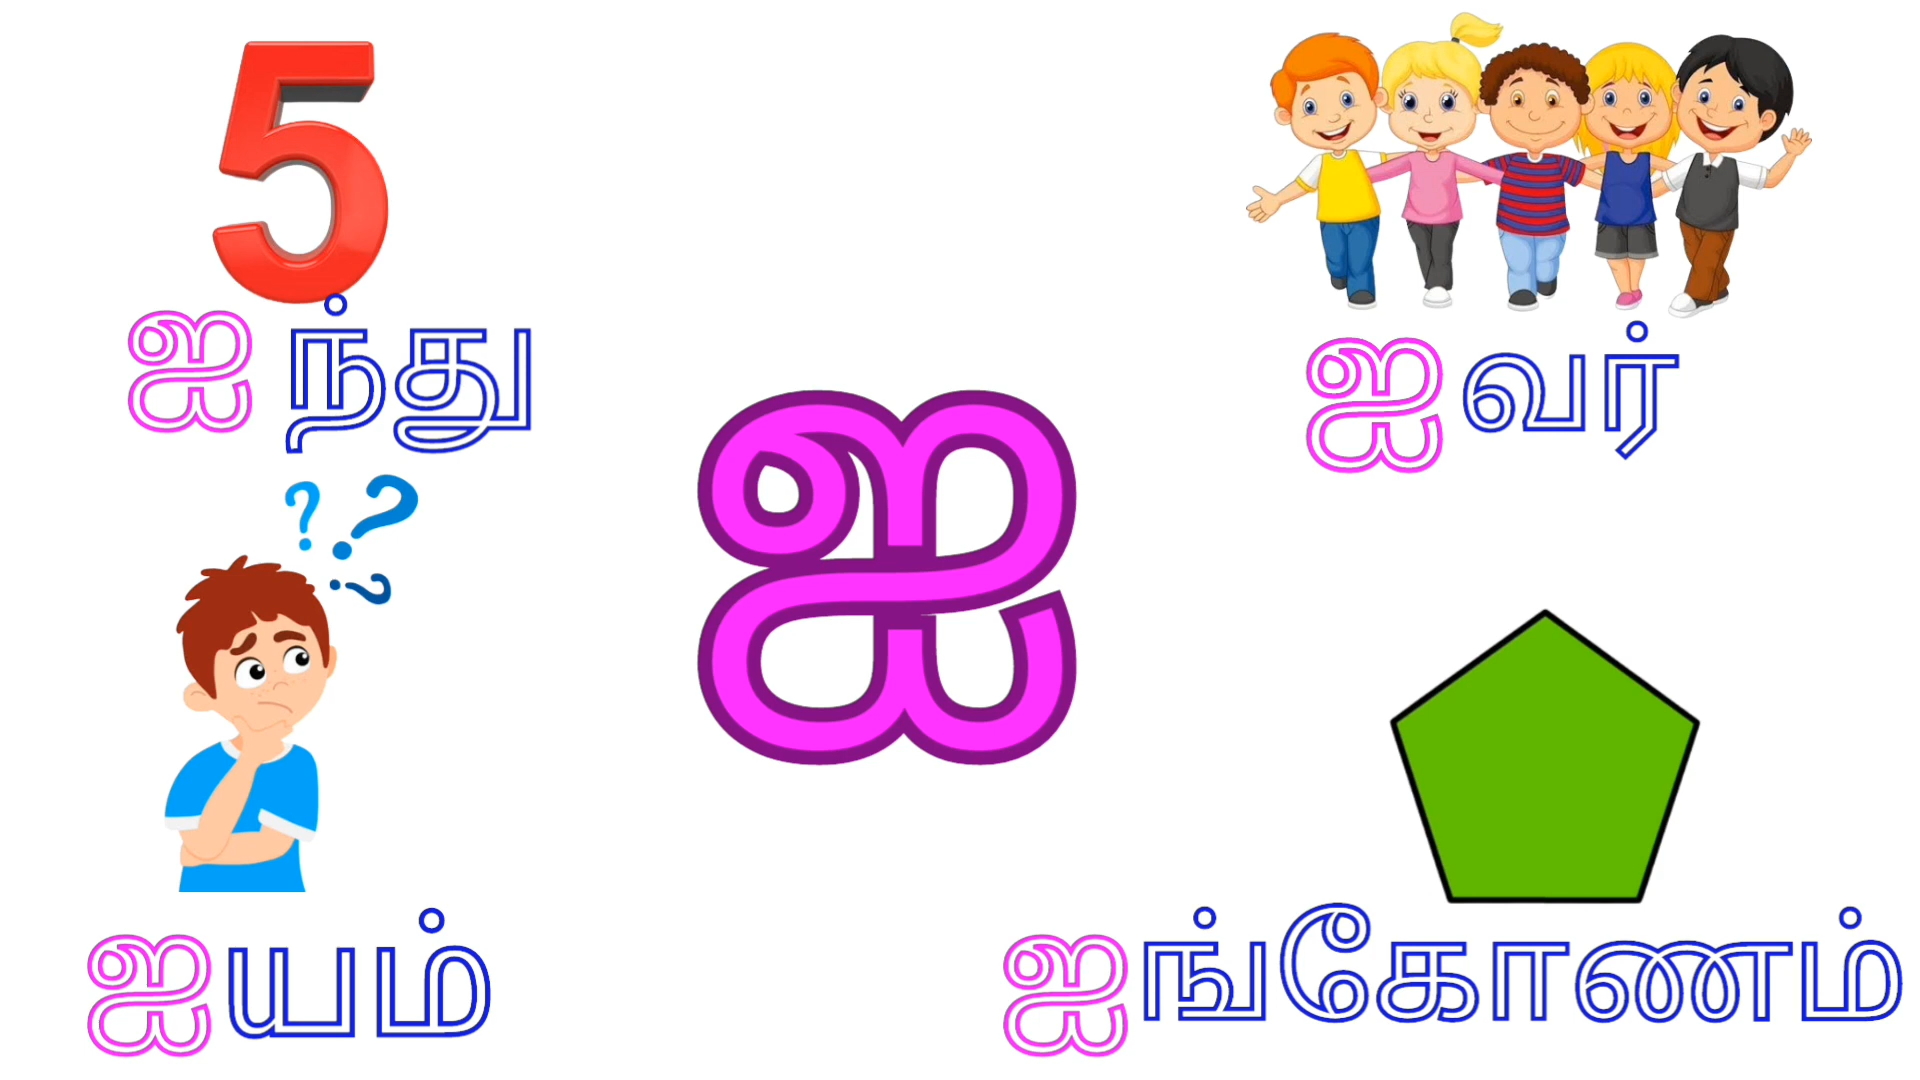 5
ஐந்து
ஐவர்
ஐ
? ? ?
ஐயம்
ஐங்கோணம்